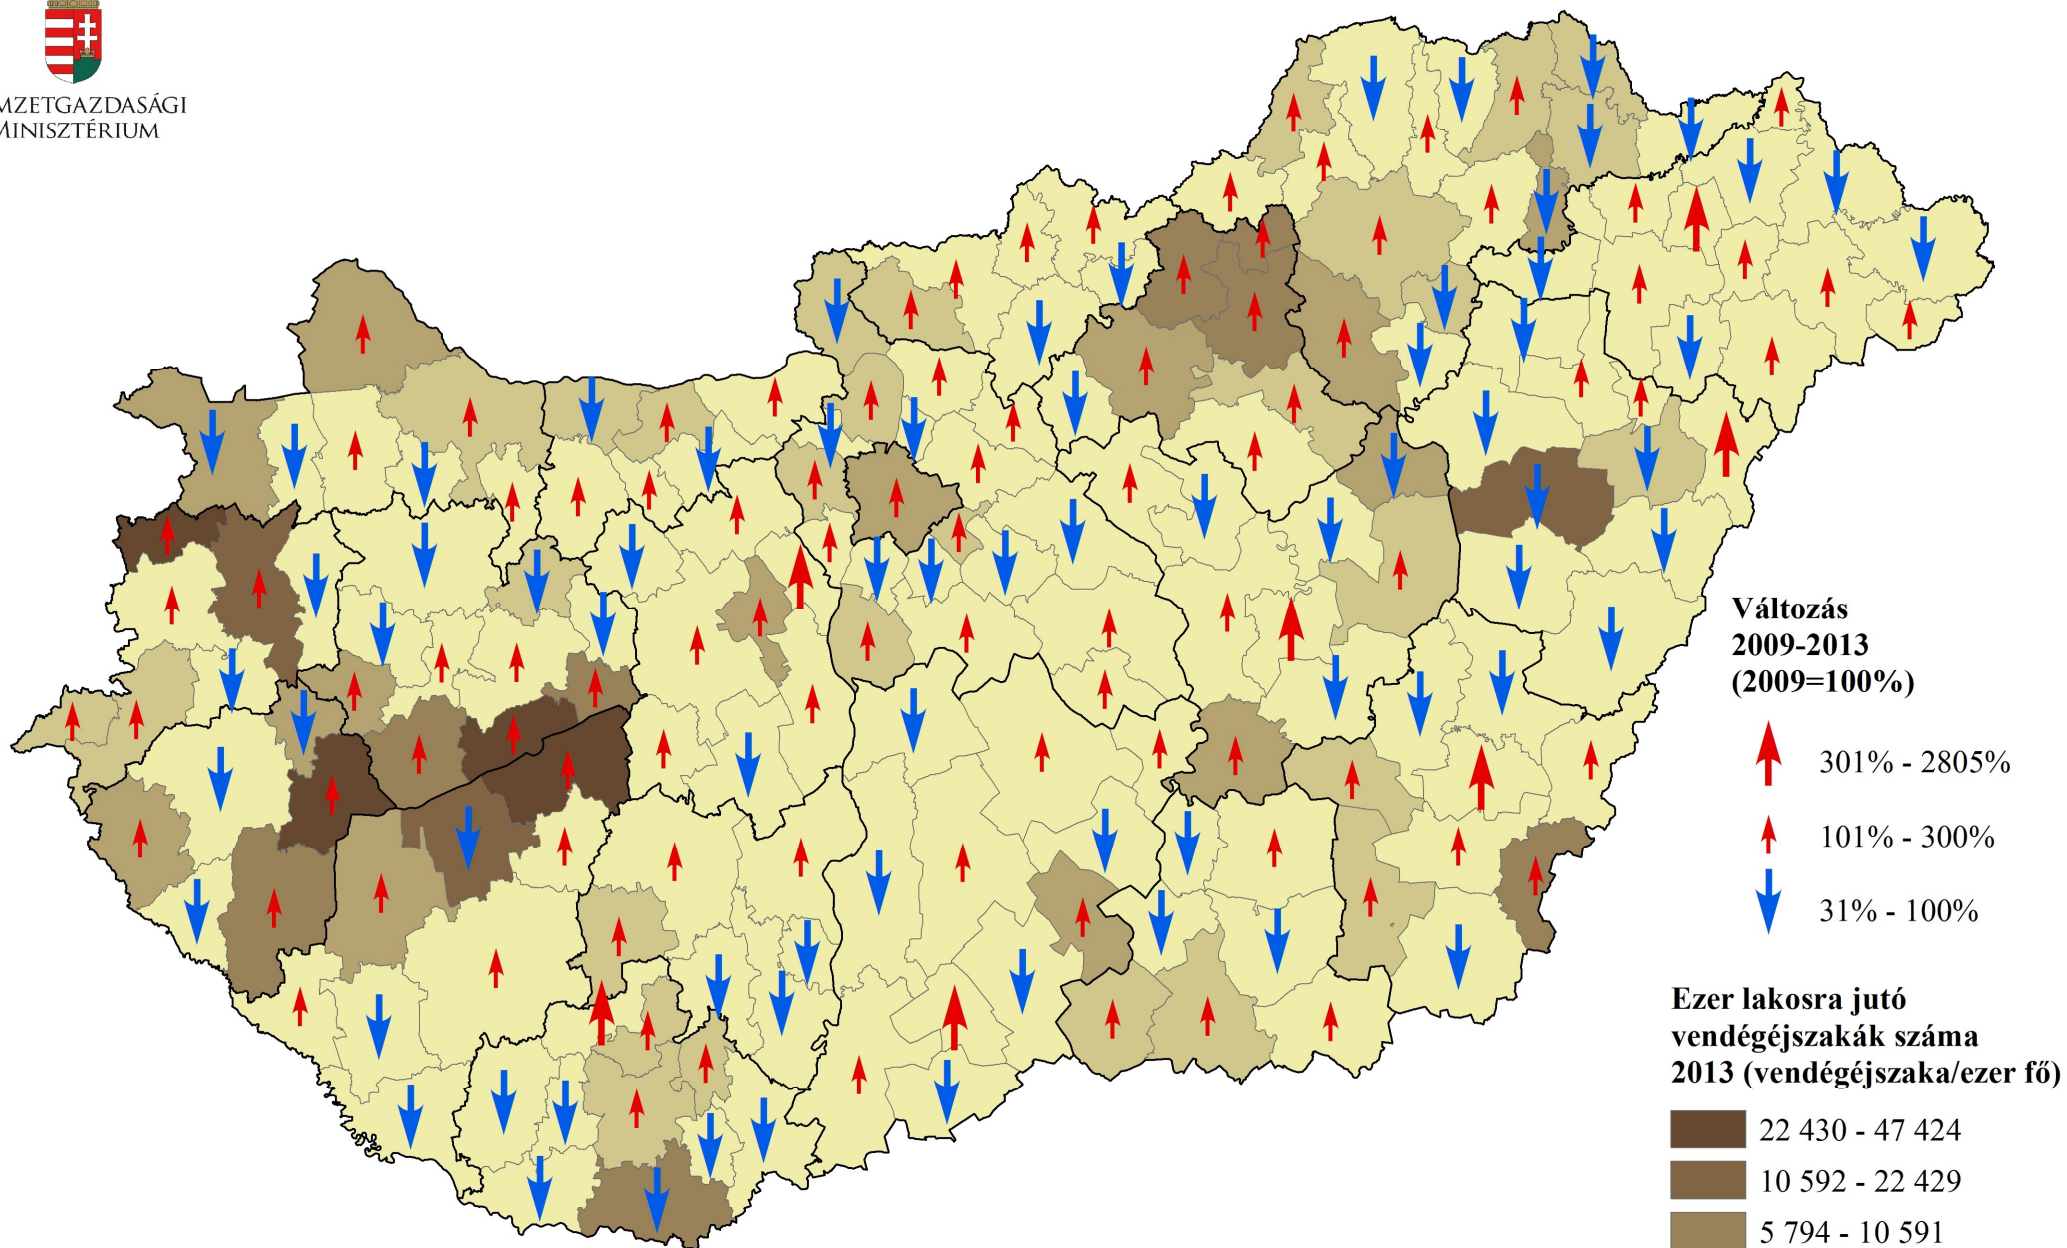 MZETGAZDASÁGI
MINISZTÉRIUM
Változás
2009-2013
(2009=100%)
301% - 2805%
101% - 300%
31% - 100%
Ezer lakosra jutó
vendégéjszakák száma
2013 (vendégéjszaka/ezer fő)
22 430 - 47 424
10 592 - 22 429
5 794 - 10 591